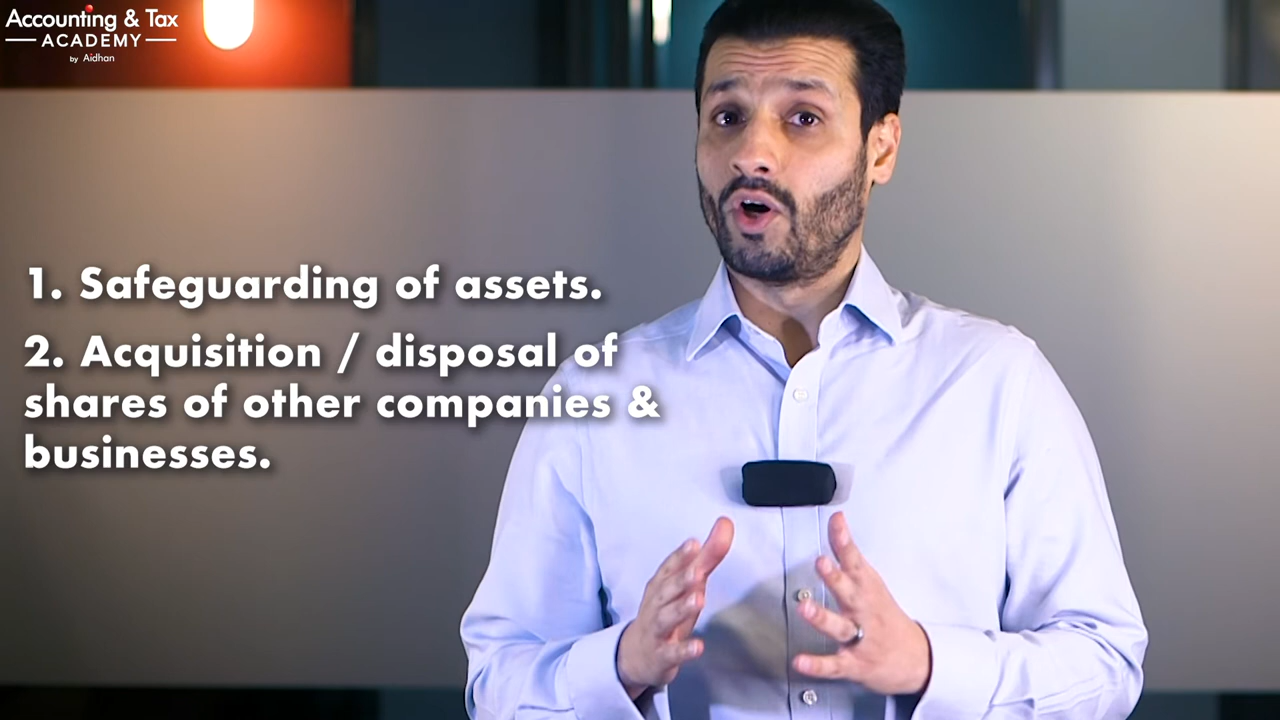 Accounting & Tax
ACADEMY
by Aidhan
1. Safeguarding of assets.
2. Acquisition / disposal of
shares of other companies &
businesses.